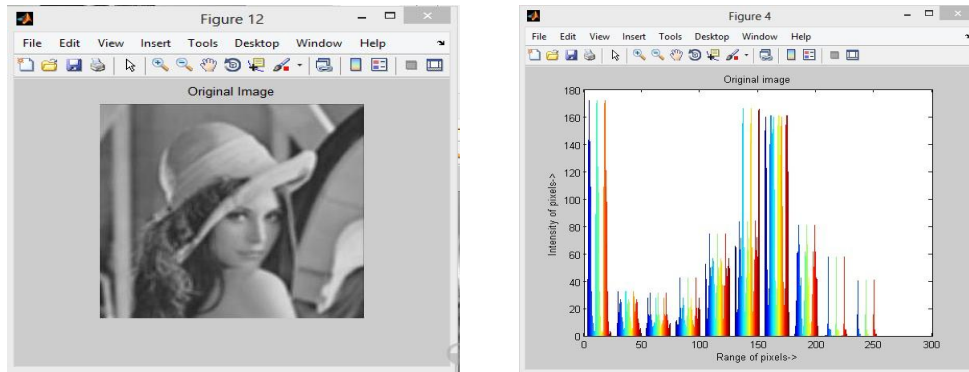 Figure 12
File Edit View Insert Tools Desktop Window Help
Original Image
Figure 4
File Edit View Insert Tools Desktop Window Help
Original image
Intensity of pixels->
180
160
140
120
100
80
60
40
20
0
0 50 100 150 200 250 300
Range of pixels->